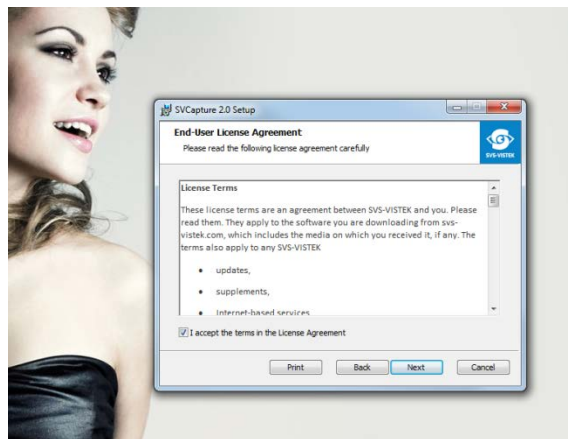 SVCapture 2.0 Setup
End-User License Agreement
Please read the following license agreement carefully
SVS-VISTEK
License Terms
These license terms are an agreement between SVS-VISTEK and you. Please
read them. They apply to the software you are downloading from svs-
vistek.com, which includes the media on which you received it, if any. The
terms also apply to any SVS-VISTEK
• updates,
• supplements,
• Internet-based services
I accept the terms in the License Agreement
Print Back Next Cancel